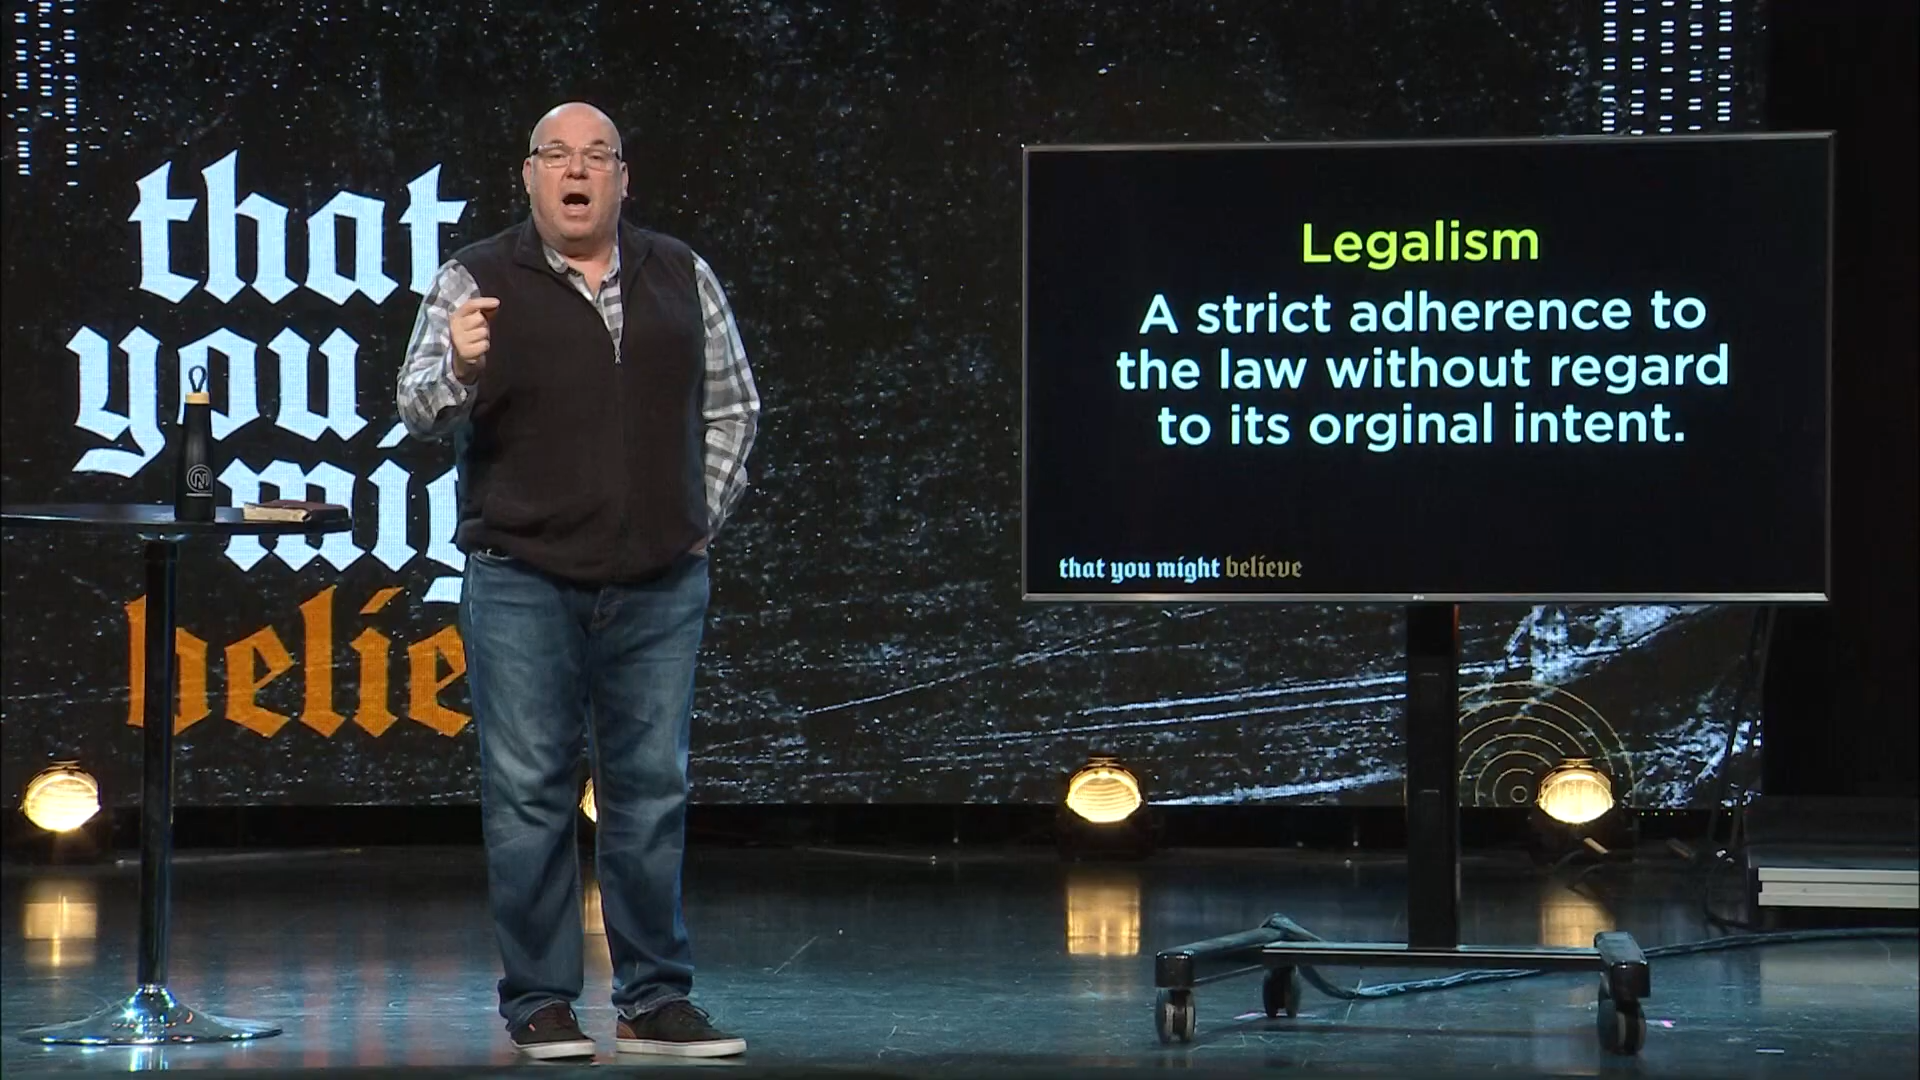 that
you
mig
belie
Legalism
A strict adherence to
the law without regard
to its orginal intent.
that you might believe